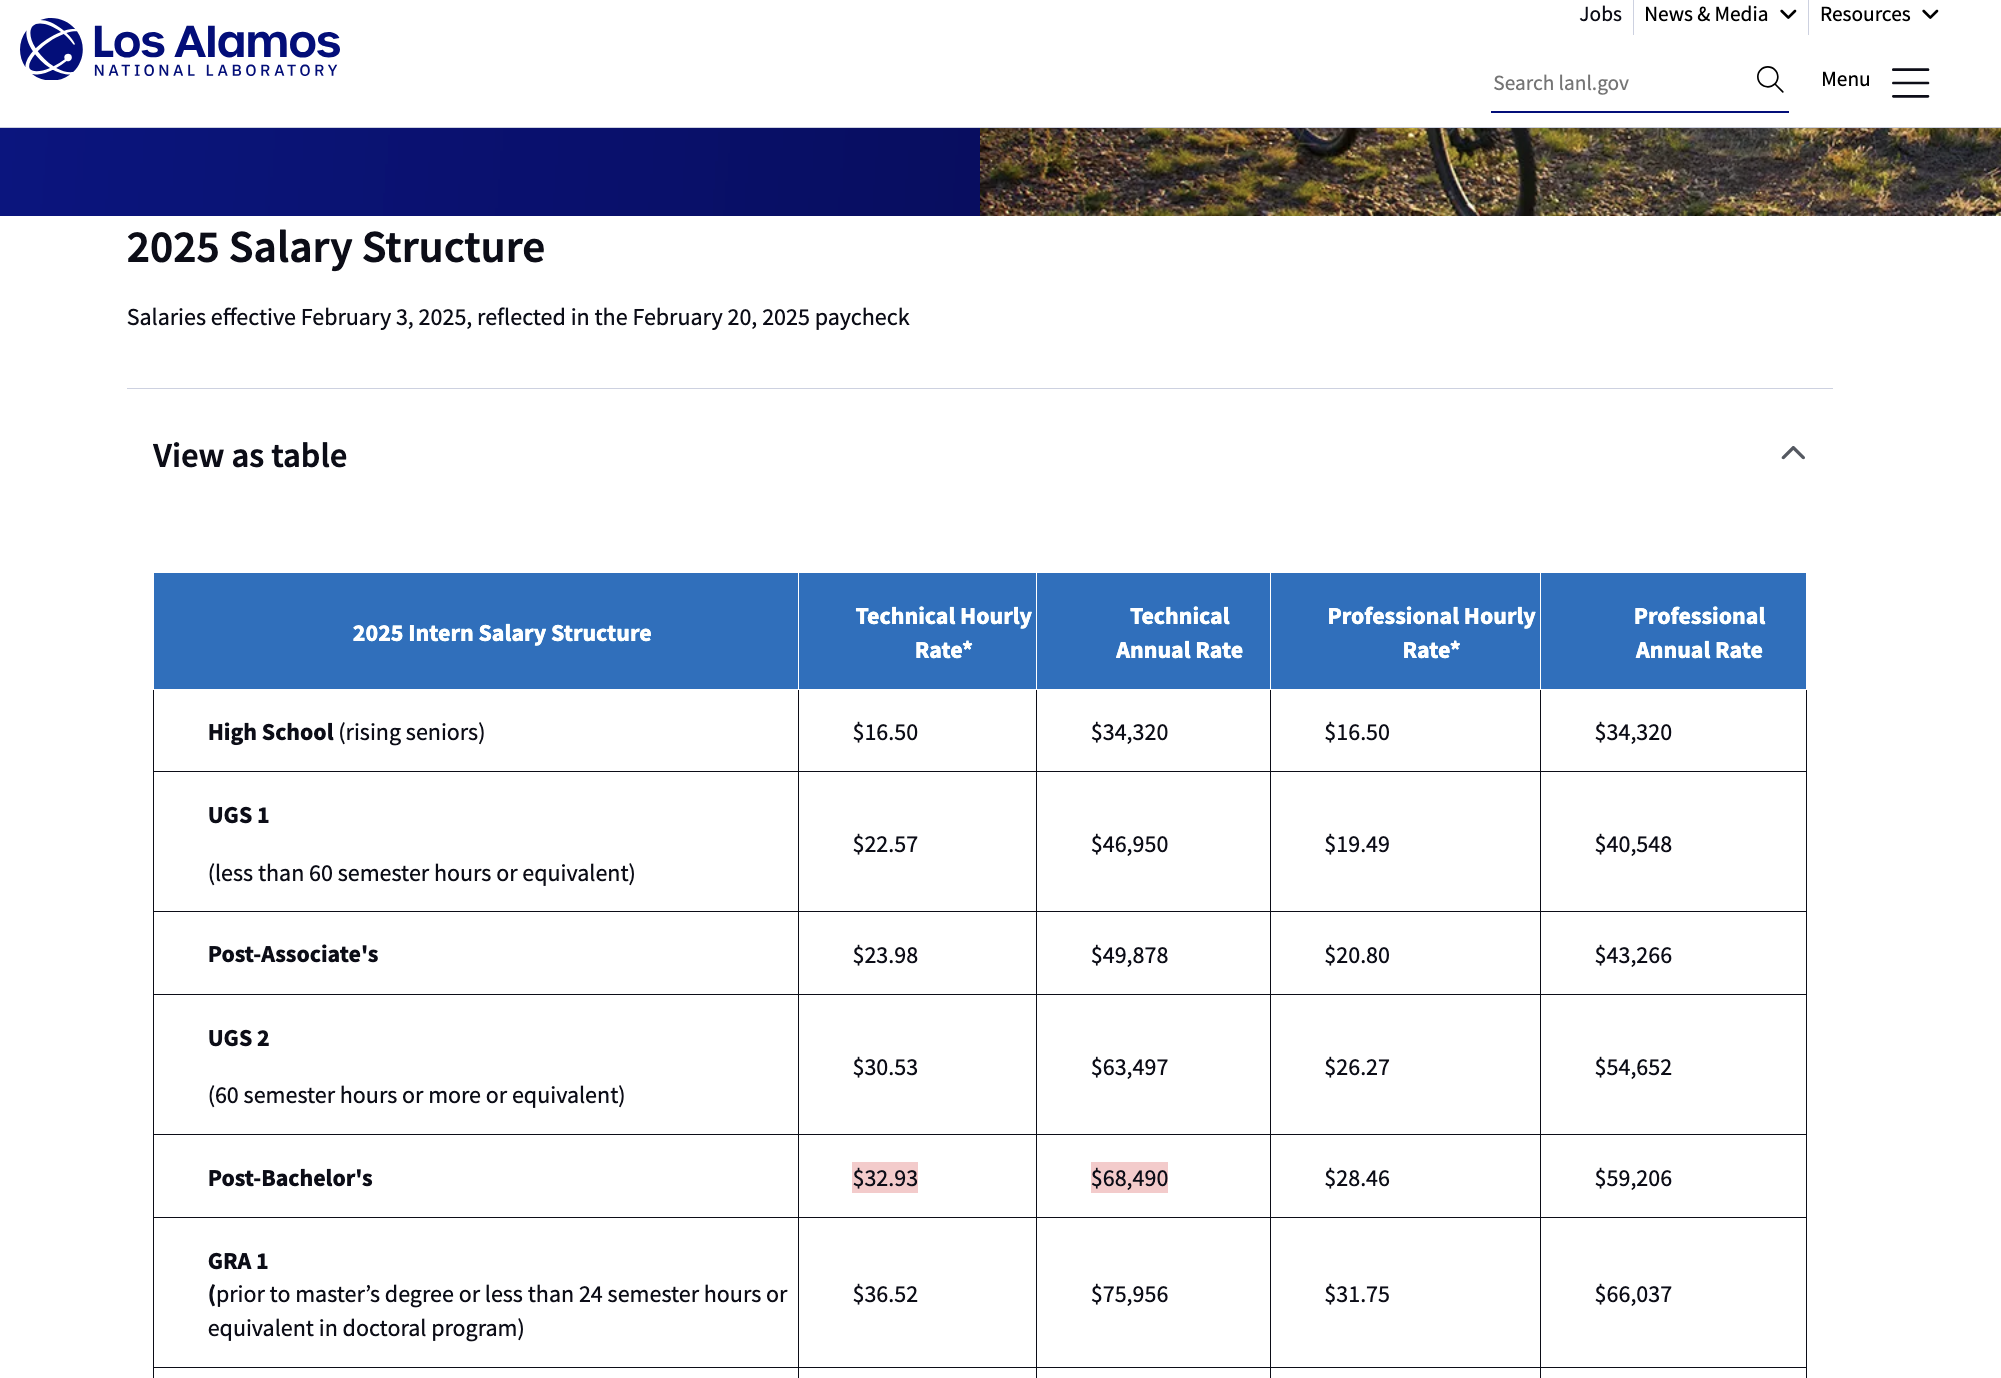 Los Alamos
NATIONAL LABORATORY
Jobs
News & Media
Resources
Search lanl.gov
Menu
2025 Salary Structure
Salaries effective February 3, 2025, reflected in the February 20, 2025 paycheck
View as table
2025 Intern Salary Structure
Technical Hourly
Rate*
Technical
Annual Rate
Professional Hourly
Rate*
Professional
Annual Rate
High School (rising seniors)
$16.50
$34,320
$16.50
$34,320
UGS 1
(less than 60 semester hours or equivalent)
$22.57
$46,950
$19.49
$40,548
Post-Associate's
$23.98
$49,878
$20.80
$43,266
UGS 2
(60 semester hours or more or equivalent)
$30.53
$63,497
$26.27
$54,652
Post-Bachelor's
$32.93
$68,490
$28.46
$59,206
GRA 1
(prior to master’s degree or less than 24 semester hours or
equivalent in doctoral program)
$36.52
$75,956
$31.75
$66,037